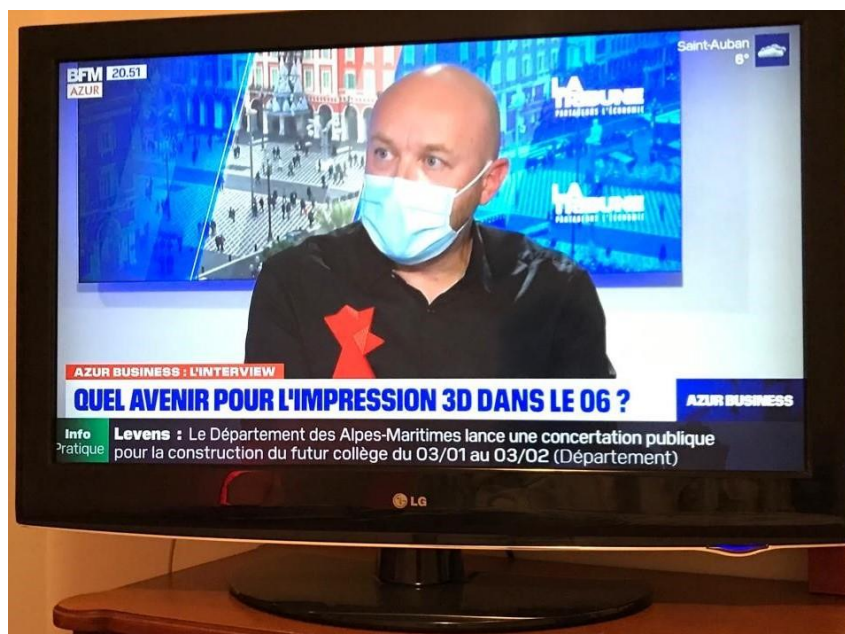 BFM 20.51
AZUR
Saint-Auban
6°
LA
TRIBUNE
PARTAGEONS L'ÉCONOMIE
LA
TRIBUNE
PARTAGEONS L'ÉCONOMIE
AZUR BUSINESS : L'INTERVIEW
QUEL AVENIR POUR L'IMPRESSION 3D DANS LE 06 ?
AZUR BUSINESS
Info
Pratique
Levens : Le Département des Alpes-Maritimes lance une concertation publique
pour la construction du futur collège du 03/01 au 03/02 (Département)
LG